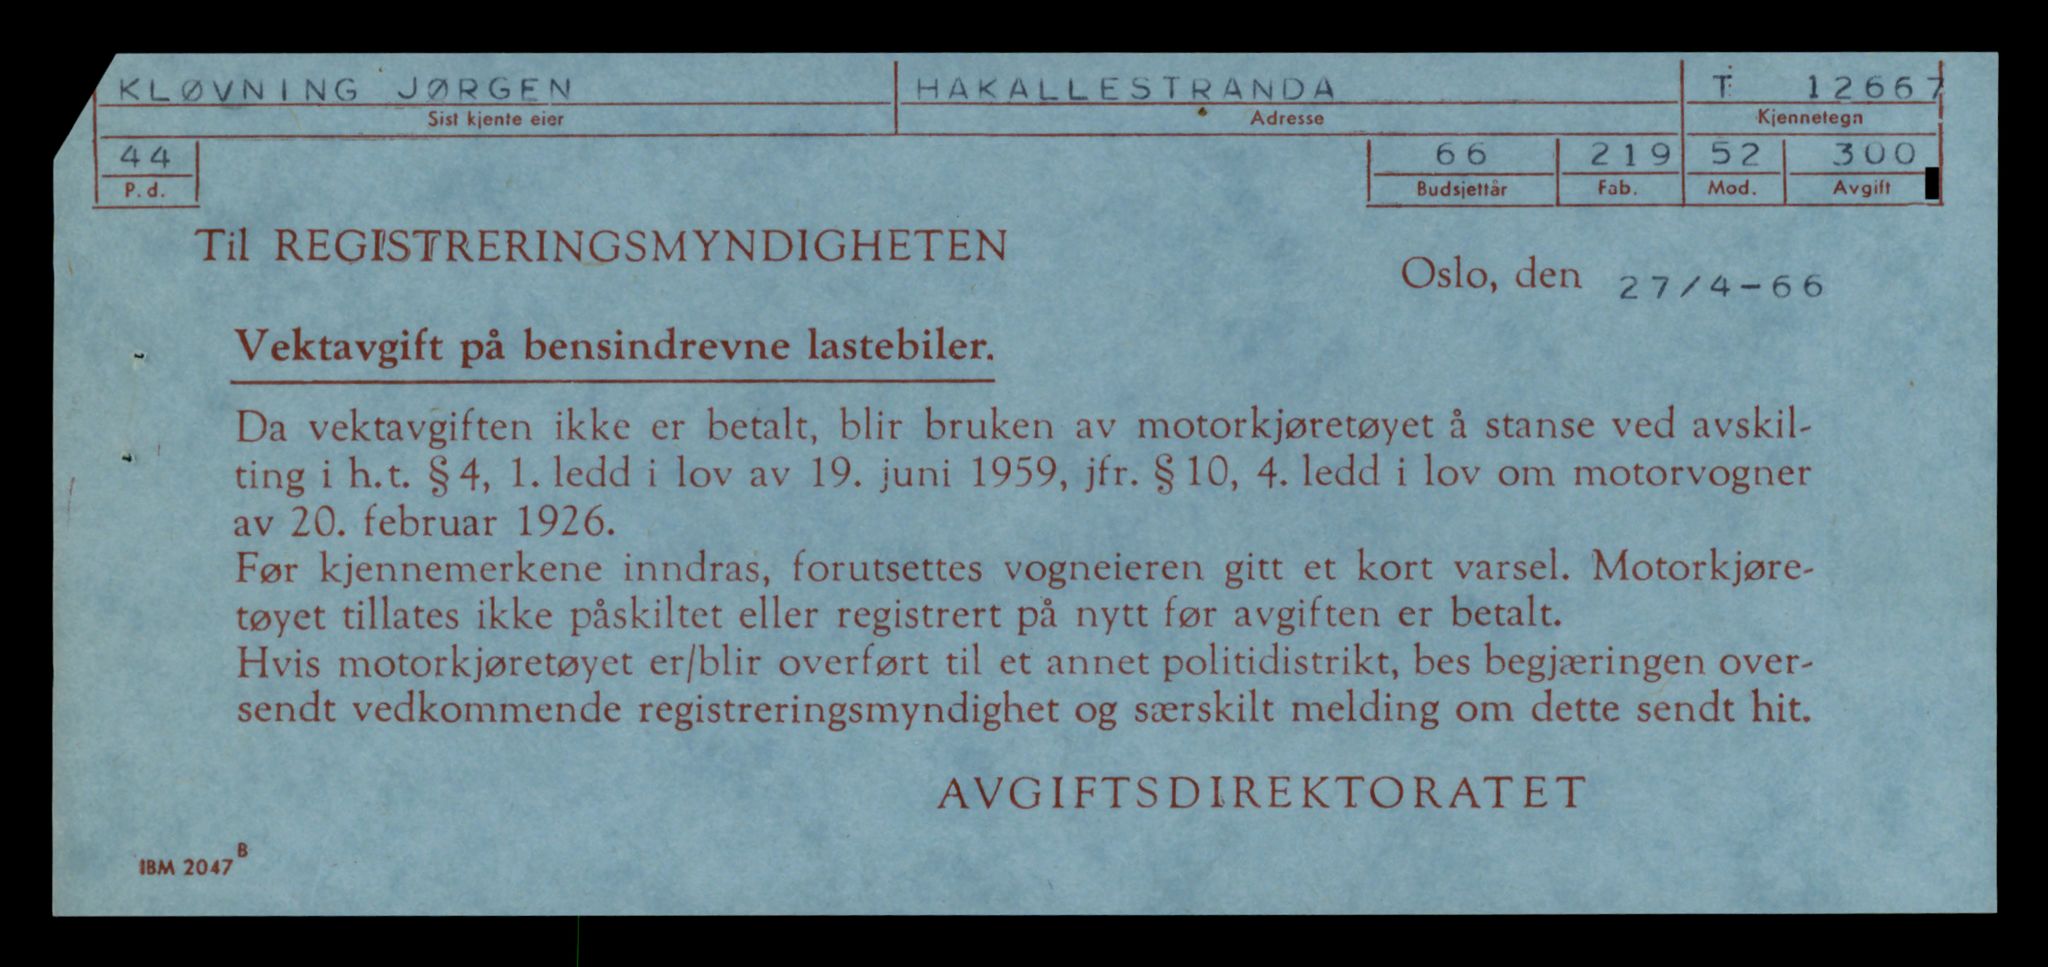 KLØVNING JØRGEN HAKALLESTRANDA T 12667
Sist kjente eier Adresse Kjennetegn
44 66 219 52 300
P. d. Budsjettår Fab. Mod. Avgift
Til REGISTRERINGSMYNDIGHETEN
Oslo, den 27/4-66
Vektavgift på bensindrevne lastebiler.
Da vektavgiften ikke er betalt, blir bruken av motorkjøretøyet å stanse ved avskil-
ting i h.t. § 4, 1. ledd i lov av 19. juni 1959, jfr. § 10, 4. ledd i lov om motorvogner
av 20. februar 1926.
Før kjennemerkene inndras, forutsettes vogneieren gitt et kort varsel. Motorkjøre-
tøyet tillates ikke påskiltet eller registrert på nytt før avgiften er betalt.
Hvis motorkjøretøyet er/blir overført til et annet politidistrikt, bes begjæringen over-
sendt vedkommende registreringsmyndighet og særskilt melding om dette sendt hit.
AVGIFTSDIREKTORATET
IBM 2047 B